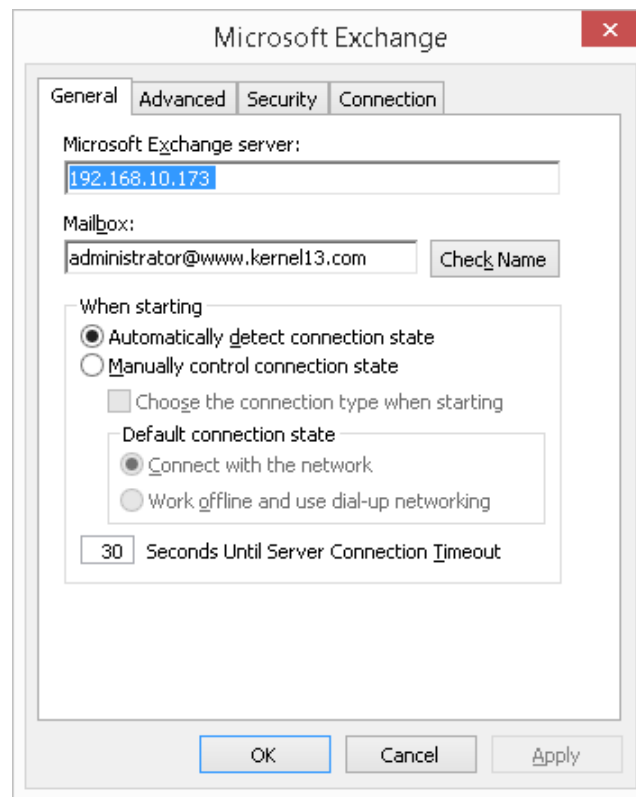 Microsoft Exchange
General Advanced Security Connection
Microsoft Exchange server:
192.168.10.173
Mailbox:
administrator@www.kernel13.com Check Name
When starting
Automatically detect connection state
Manually control connection state
Choose the connection type when starting
Default connection state
Connect with the network
Work offline and use dial-up networking
30 Seconds Until Server Connection Timeout
OK Cancel Apply